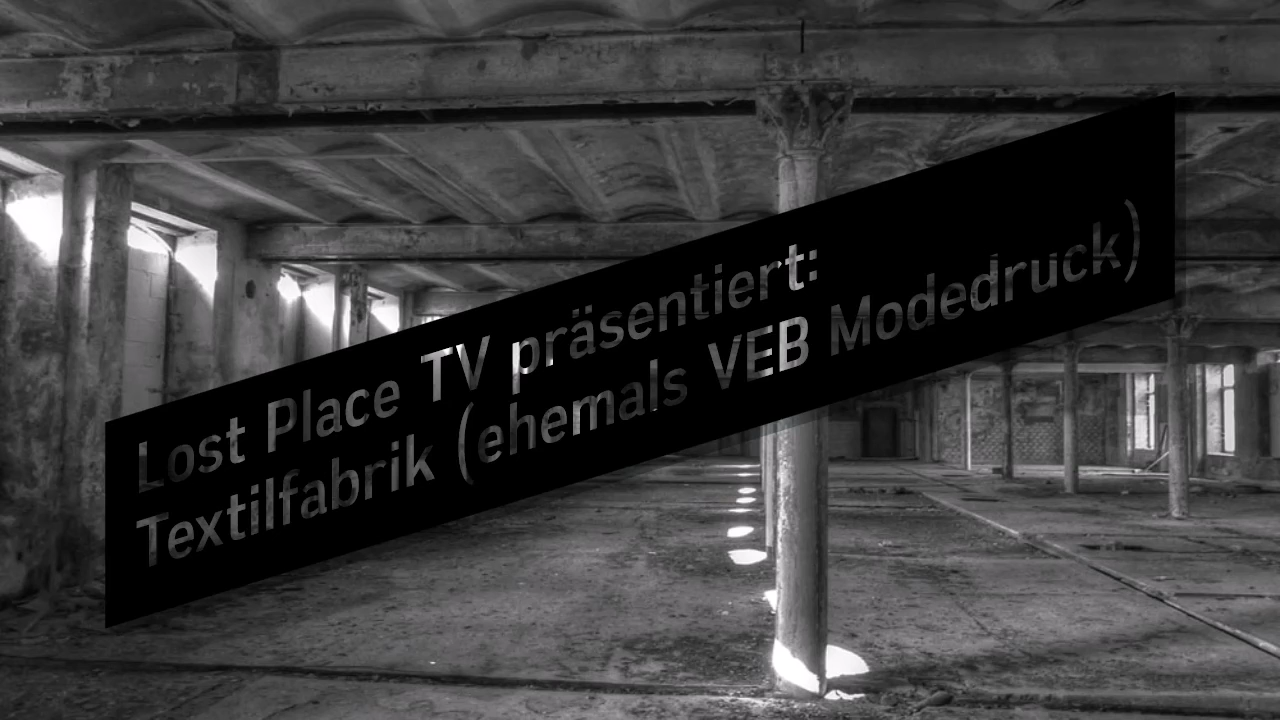 Lost Place TV präsentiert:
Textilfabrik (ehemals VEB Modedruck)